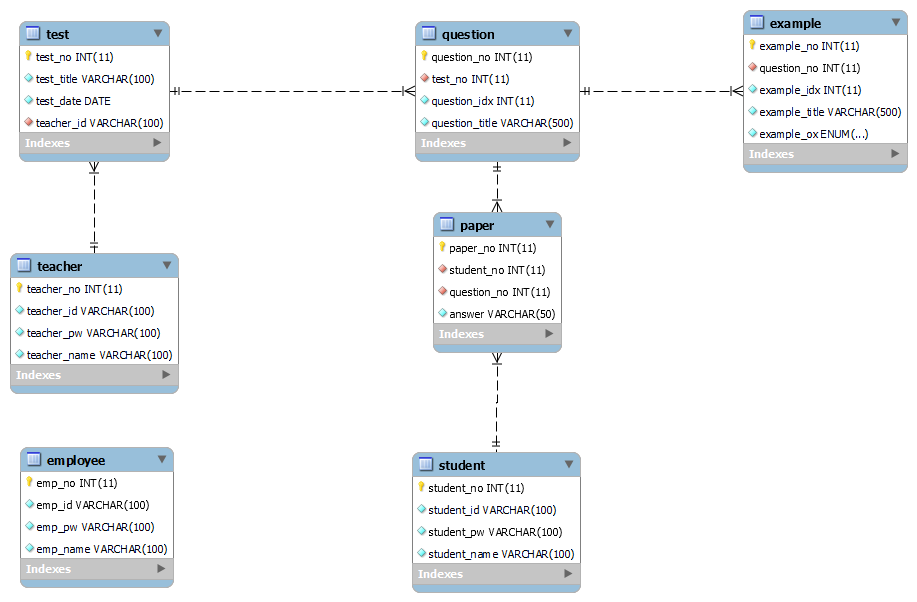 test
test_no INT(11)
test_title VARCHAR(100)
test_date DATE
teacher_id VARCHAR(100)
Indexes
question
question_no INT(11)
test_no INT(11)
question_idx INT(11)
question_title VARCHAR(500)
Indexes
example
example_no INT(11)
question_no INT(11)
example_idx INT(11)
example_title VARCHAR(500)
example_ox ENUM(...)
Indexes
teacher
teacher_no INT(11)
teacher_id VARCHAR(100)
teacher_pw VARCHAR(100)
teacher_name VARCHAR(100)
Indexes
paper
paper_no INT(11)
student_no INT(11)
question_no INT(11)
answer VARCHAR(50)
Indexes
employee
emp_no INT(11)
emp_id VARCHAR(100)
emp_pw VARCHAR(100)
emp_name VARCHAR(100)
Indexes
student
student_no INT(11)
student_id VARCHAR(100)
student_pw VARCHAR(100)
student_name VARCHAR(100)
Indexes